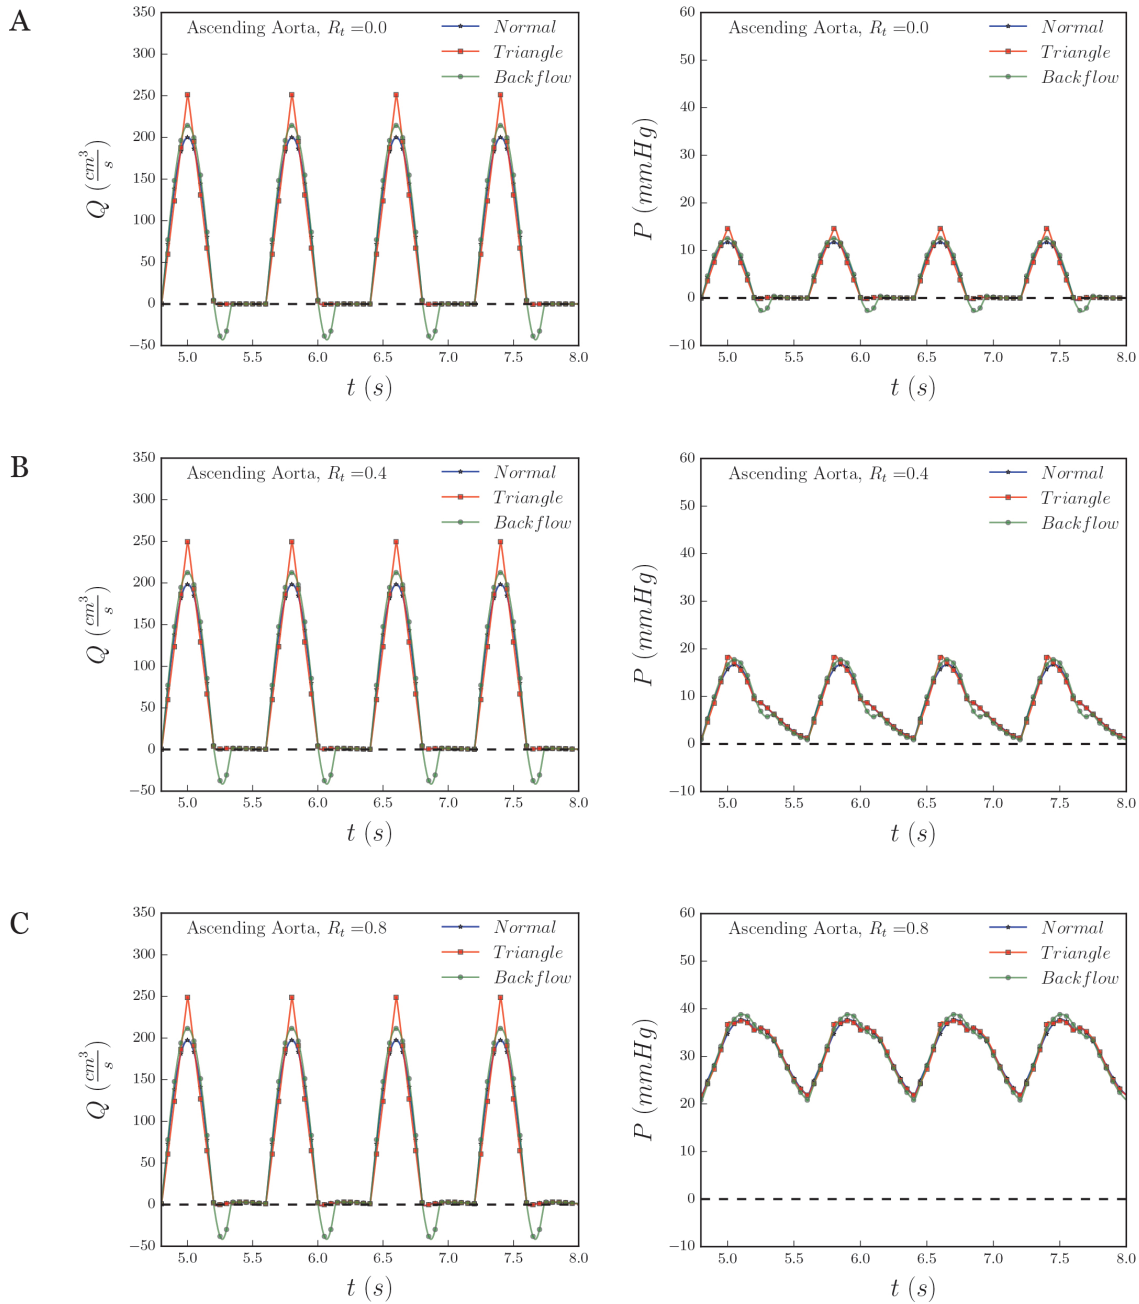 A
Ascending Aorta, R_t =0.0
Normal
Triangle
Backflow
350
300
250
200
150
100
50
0
−50
Q (cm³/s)
5.0 5.5 6.0 6.5 7.0 7.5 8.0
t (s)
Ascending Aorta, R_t =0.0
Normal
Triangle
Backflow
60
50
40
30
20
10
0
−10
P (mmHg)
5.0 5.5 6.0 6.5 7.0 7.5 8.0
t (s)
B
Ascending Aorta, R_t =0.4
Normal
Triangle
Backflow
350
300
250
200
150
100
50
0
−50
Q (cm³/s)
5.0 5.5 6.0 6.5 7.0 7.5 8.0
t (s)
Ascending Aorta, R_t =0.4
Normal
Triangle
Backflow
60
50
40
30
20
10
0
−10
P (mmHg)
5.0 5.5 6.0 6.5 7.0 7.5 8.0
t (s)
C
Ascending Aorta, R_t =0.8
Normal
Triangle
Backflow
350
300
250
200
150
100
50
0
−50
Q (cm³/s)
5.0 5.5 6.0 6.5 7.0 7.5 8.0
t (s)
Ascending Aorta, R_t =0.8
Normal
Triangle
Backflow
60
50
40
30
20
10
0
−10
P (mmHg)
5.0 5.5 6.0 6.5 7.0 7.5 8.0
t (s)